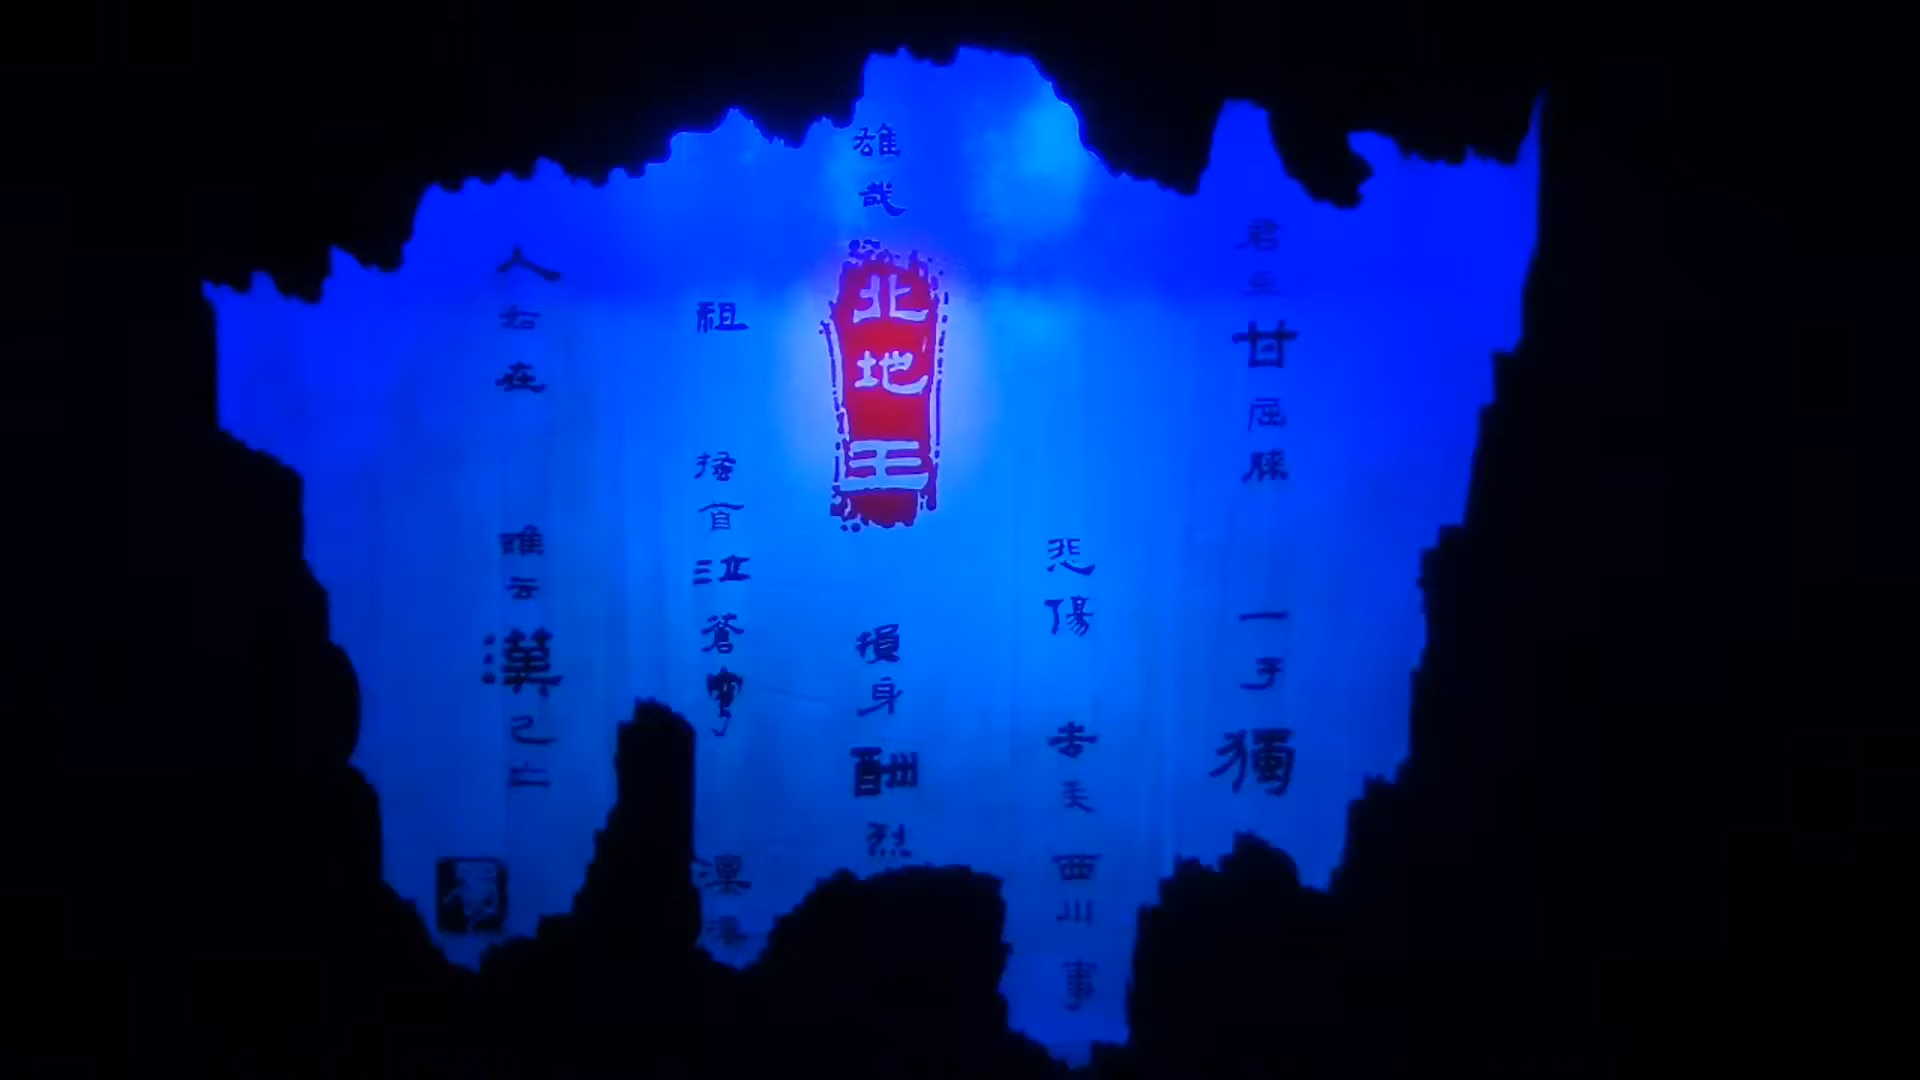 君臣甘屈膝 一子獨
悲傷 去矣西川事
雄哉北地王 損身酬烈
祖 搔首泣蒼穹 凜凜
人如在 誰云漢已亡